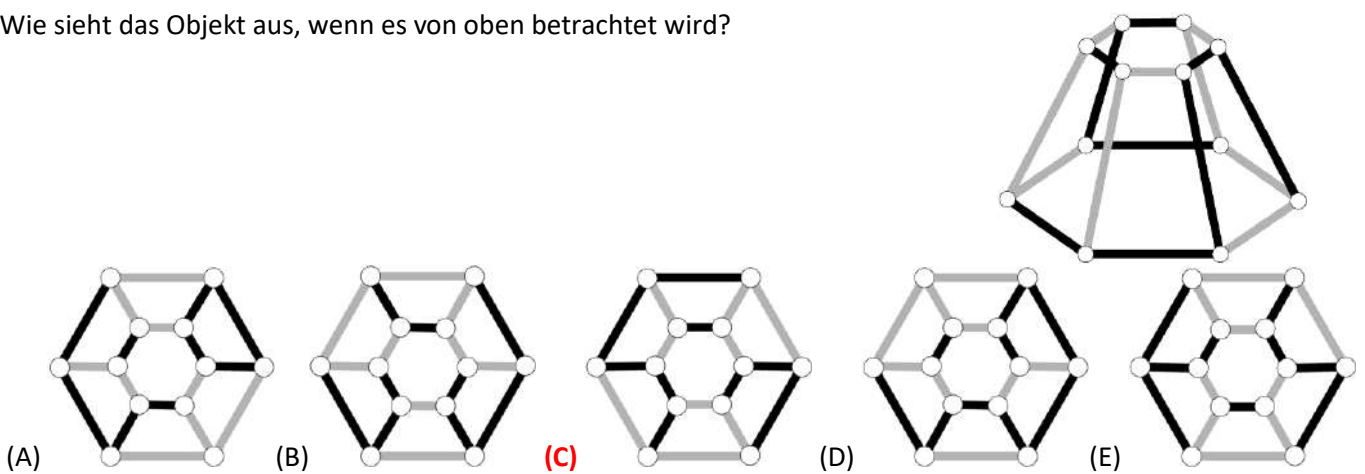 Wie sieht das Objekt aus, wenn es von oben betrachtet wird?
(A) (B) (C) (D) (E)